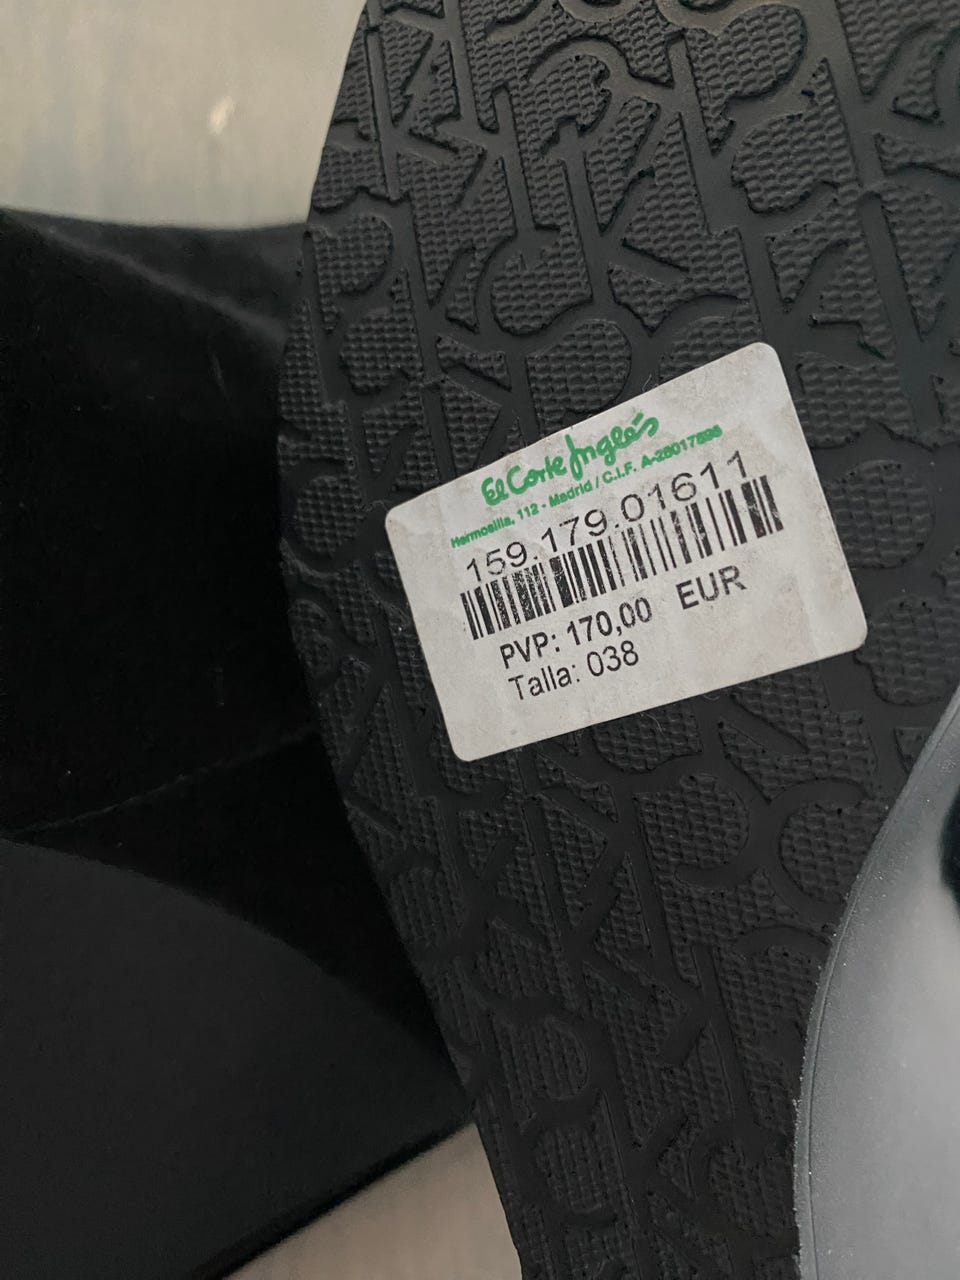 El Corte Inglés
Hermosilla, 112 - Madrid / C.I.F. A-28017895
159.179.01611
PVP: 170,00 EUR
Talla: 038